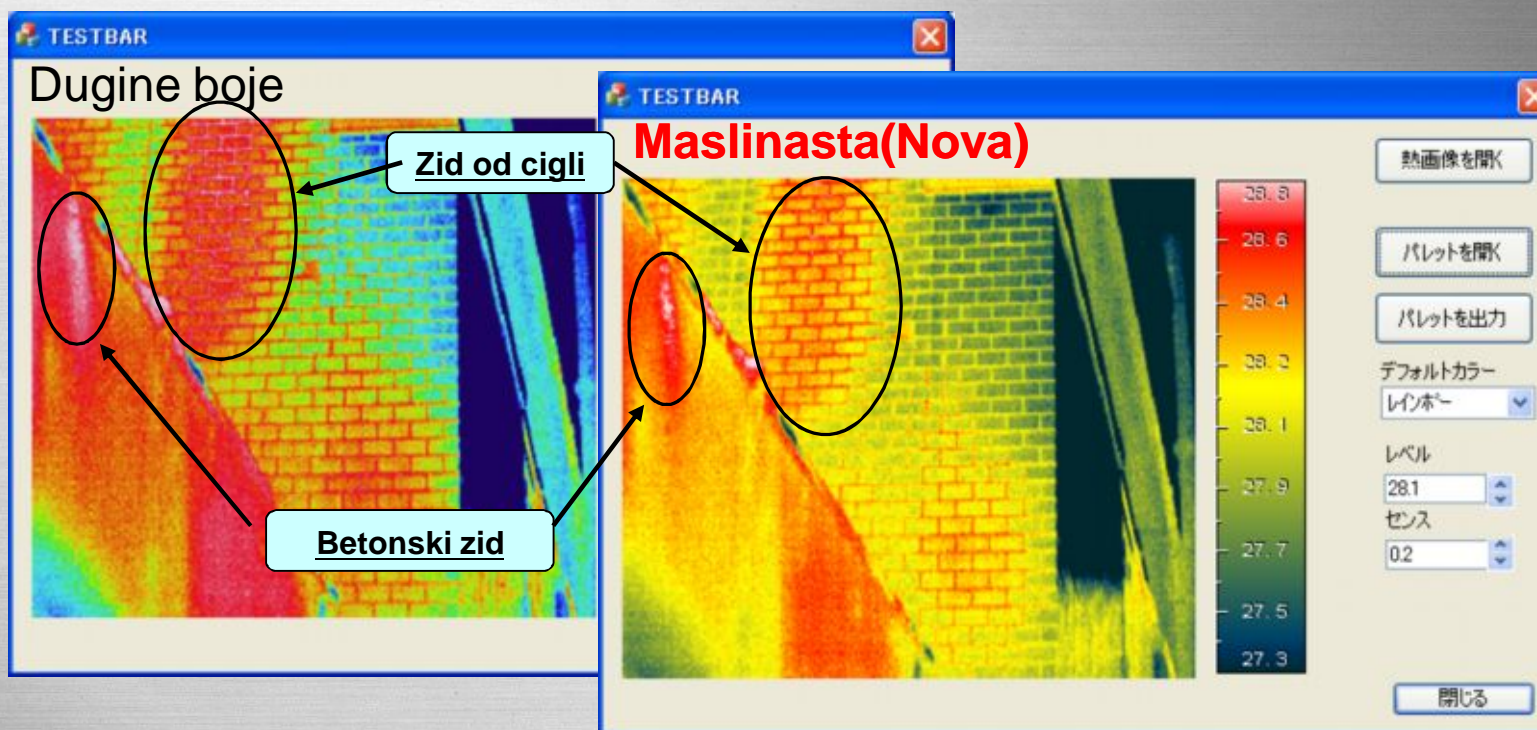 TESTBAR
Dugine boje
TESTBAR
Maslinasta(Nova)
Zid od cigli
Betonski zid
28.8
28.6
28.4
28.2
28.1
27.9
27.7
27.5
27.3
熱画像を開く
パレットを開く
パレットを出力
デフォルトカラー
レインボー
レベル
28.1
センス
0.2
閉じる